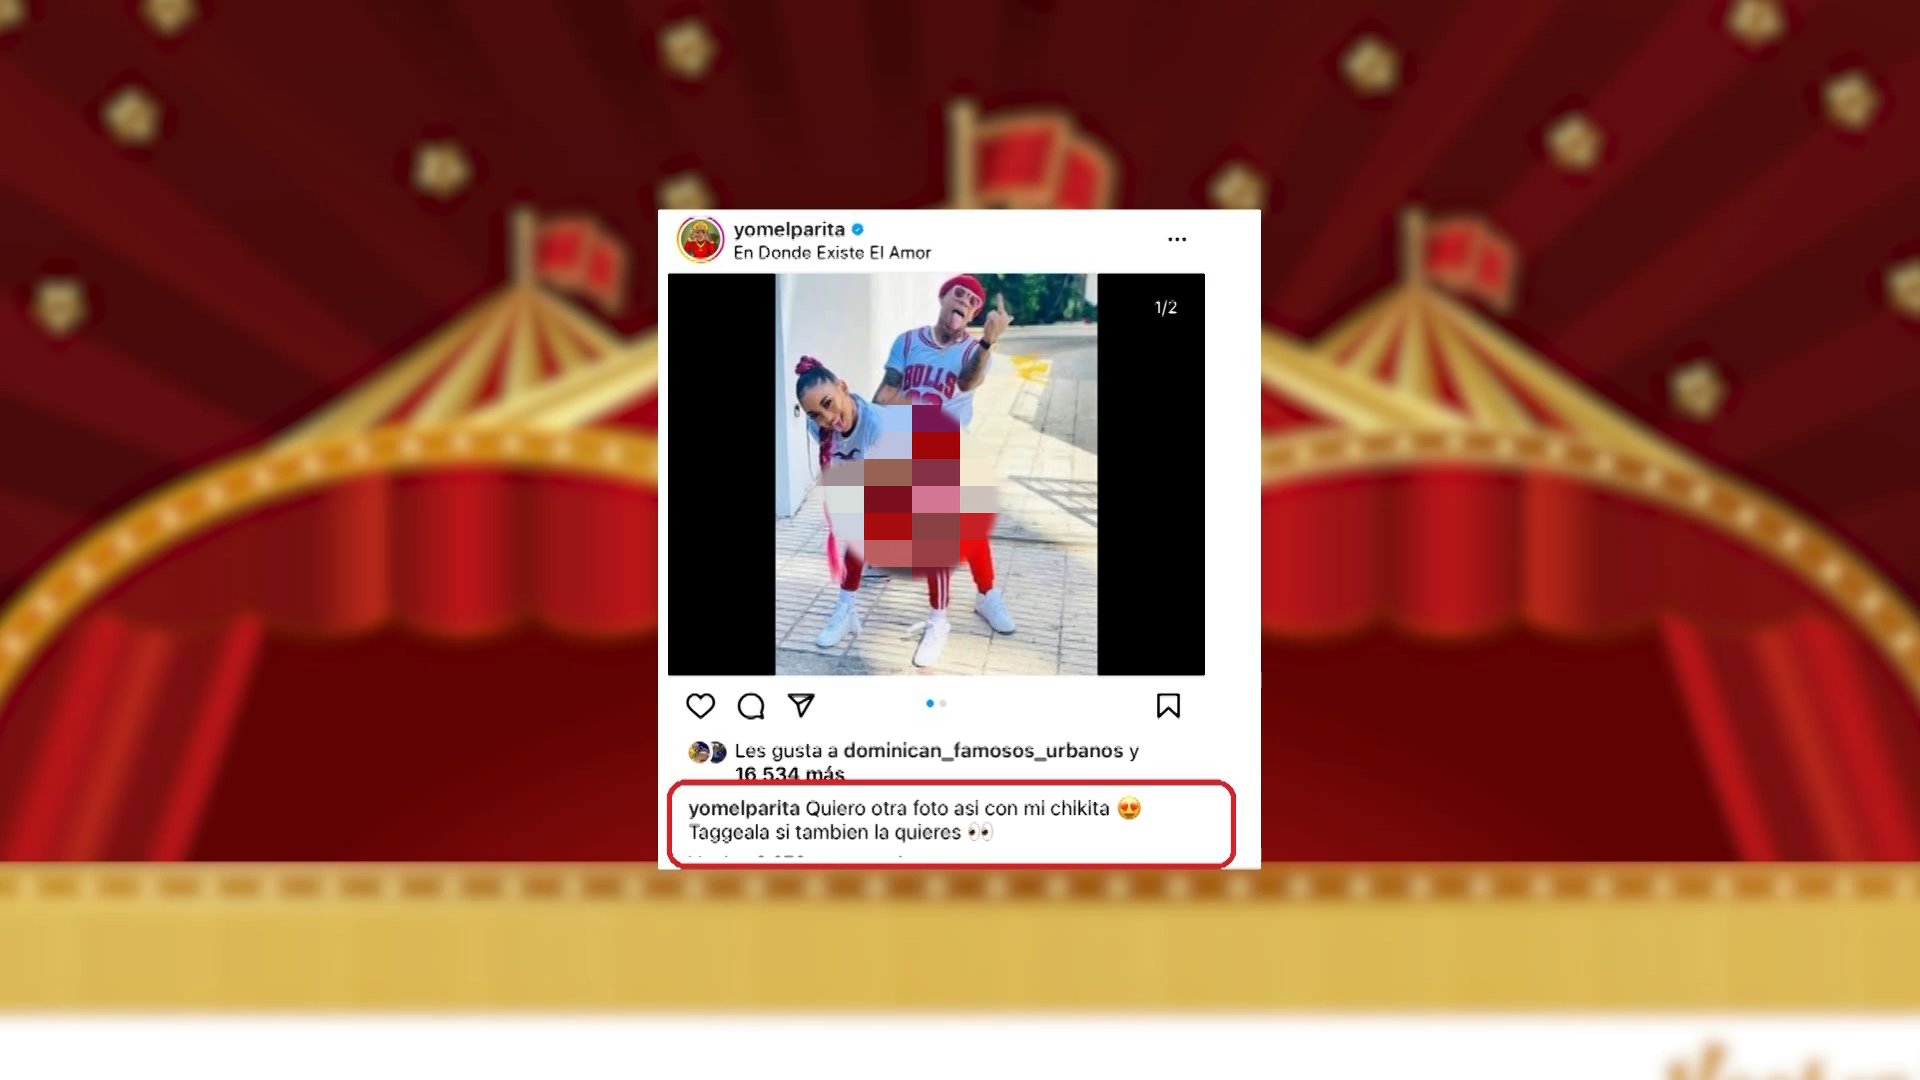 yomelparita
En Donde Existe El Amor
1/2
BULLS
Les gusta a dominican_famosos_urbanos y
16 534 más
yomelparita Quiero otra foto asi con mi chikita 😍
Taggeala si tambien la quieres 👀